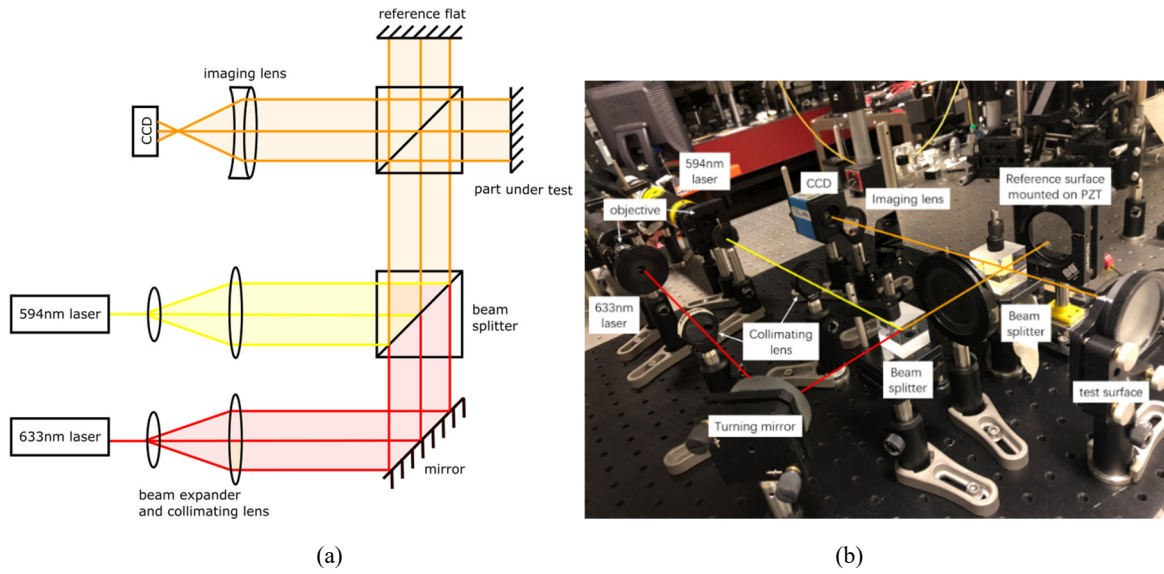 reference flat
imaging lens
CCD
part under test
594nm laser
beam
splitter
633nm laser
mirror
beam expander
and collimating lens
(a)
594nm
laser
CCD
Imaging lens
Reference surface
mounted on PZT
objective
633nm
laser
Collimating
lens
Beam
splitter
Beam
splitter
test surface
Turning mirror
(b)